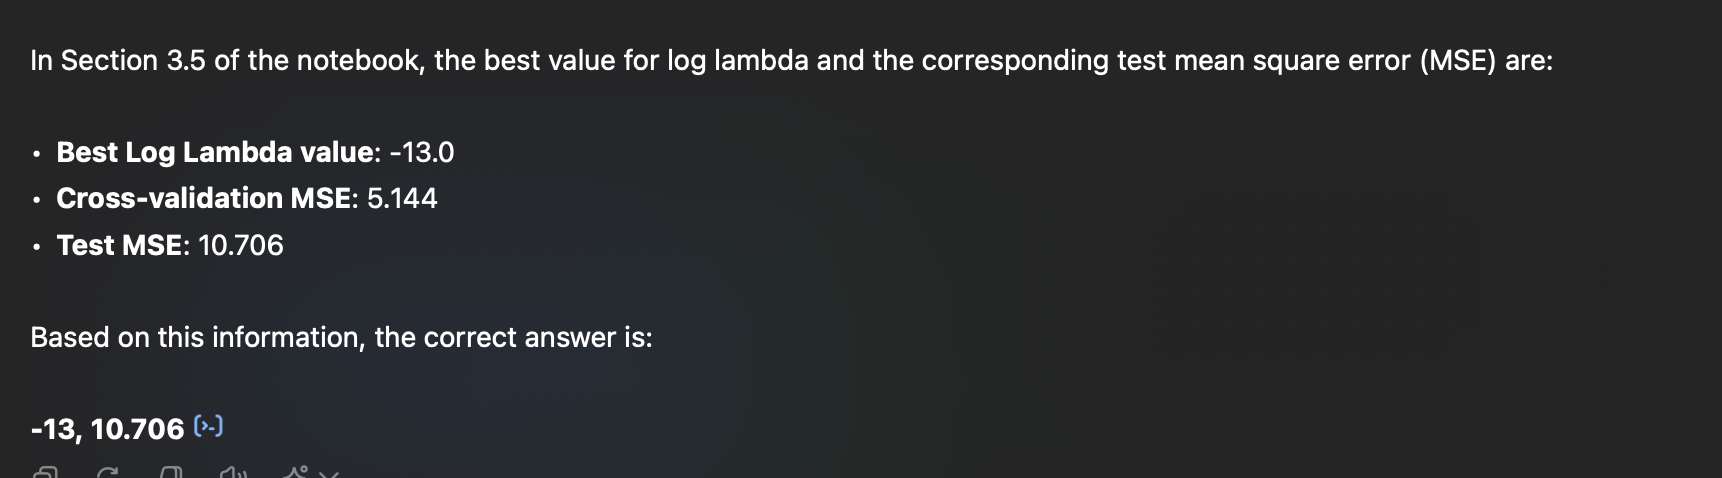 In Section 3.5 of the notebook, the best value for log lambda and the corresponding test mean square error (MSE) are:
• Best Log Lambda value: -13.0
• Cross-validation MSE: 5.144
• Test MSE: 10.706
Based on this information, the correct answer is:
-13, 10.706 [>-]